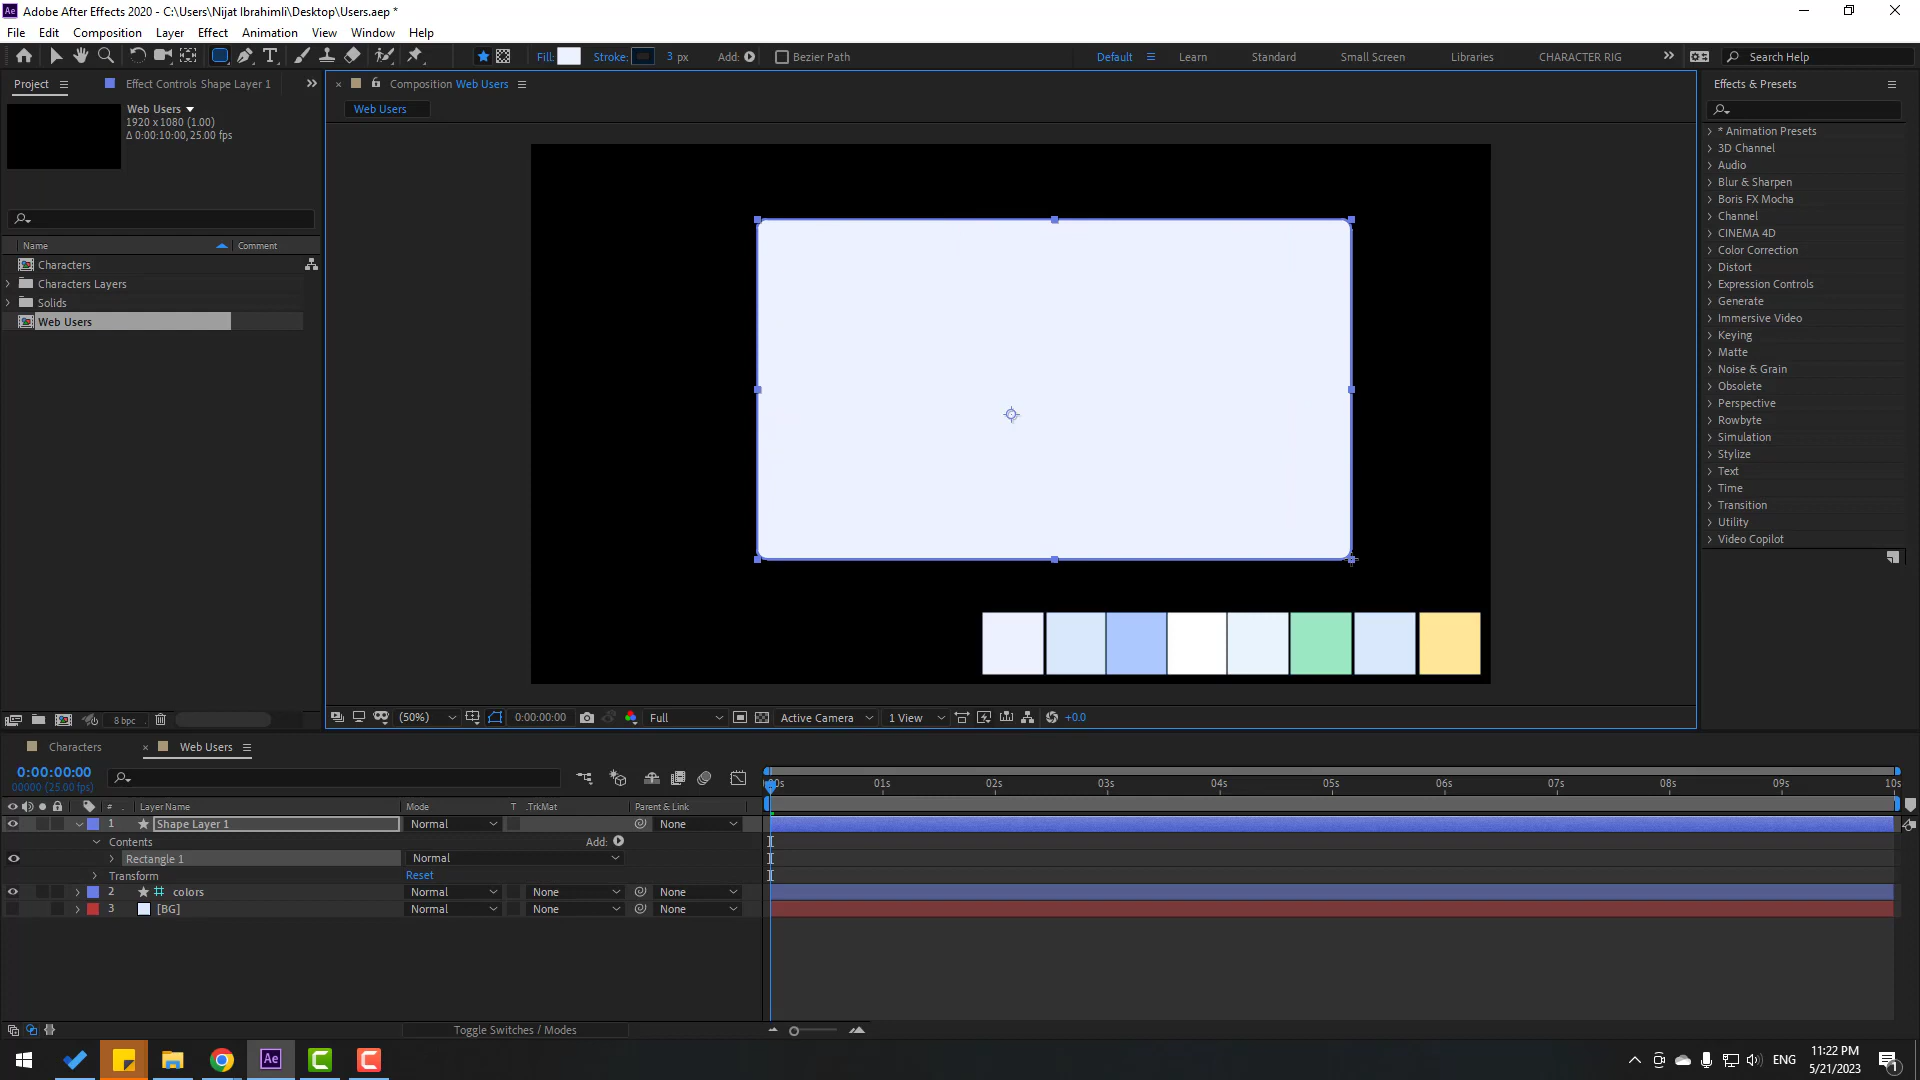 Adobe After Effects 2020 - C:\Users\Nijat Ibrahimli\Desktop\Users.aep *
File Edit Composition Layer Effect Animation View Window Help
Fill: Stroke: 3 px Add: Bezier Path Default Learn Standard Small Screen Libraries CHARACTER RIG Search Help
Project Effect Controls Shape Layer 1
Composition Web Users
Effects & Presets
Web Users
1920 x 1080 (1.00)
Δ 0:00:10:00, 25.00 fps
Web Users
Name Comment
Characters
Characters Layers
Solids
Web Users
* Animation Presets
3D Channel
Audio
Blur & Sharpen
Boris FX Mocha
Channel
CINEMA 4D
Color Correction
Distort
Expression Controls
Generate
Immersive Video
Keying
Matte
Noise & Grain
Obsolete
Perspective
Rowbyte
Simulation
Stylize
Text
Time
Transition
Utility
Video Copilot
8 bpc
(50%) 0:00:00:00 Full Active Camera 1 View +0.0
Characters Web Users
0:00:00:00
00000 (25.00 fps)
:00s 01s 02s 03s 04s 05s 06s 07s 08s 09s 10s
# Layer Name Mode T .TrkMat Parent & Link
1 Shape Layer 1 Normal None
Contents Add:
Rectangle 1 Normal
Transform Reset
2 colors Normal None None
3 [BG] Normal None None
Toggle Switches / Modes
Ae
ENG
11:22 PM
5/21/2023
1